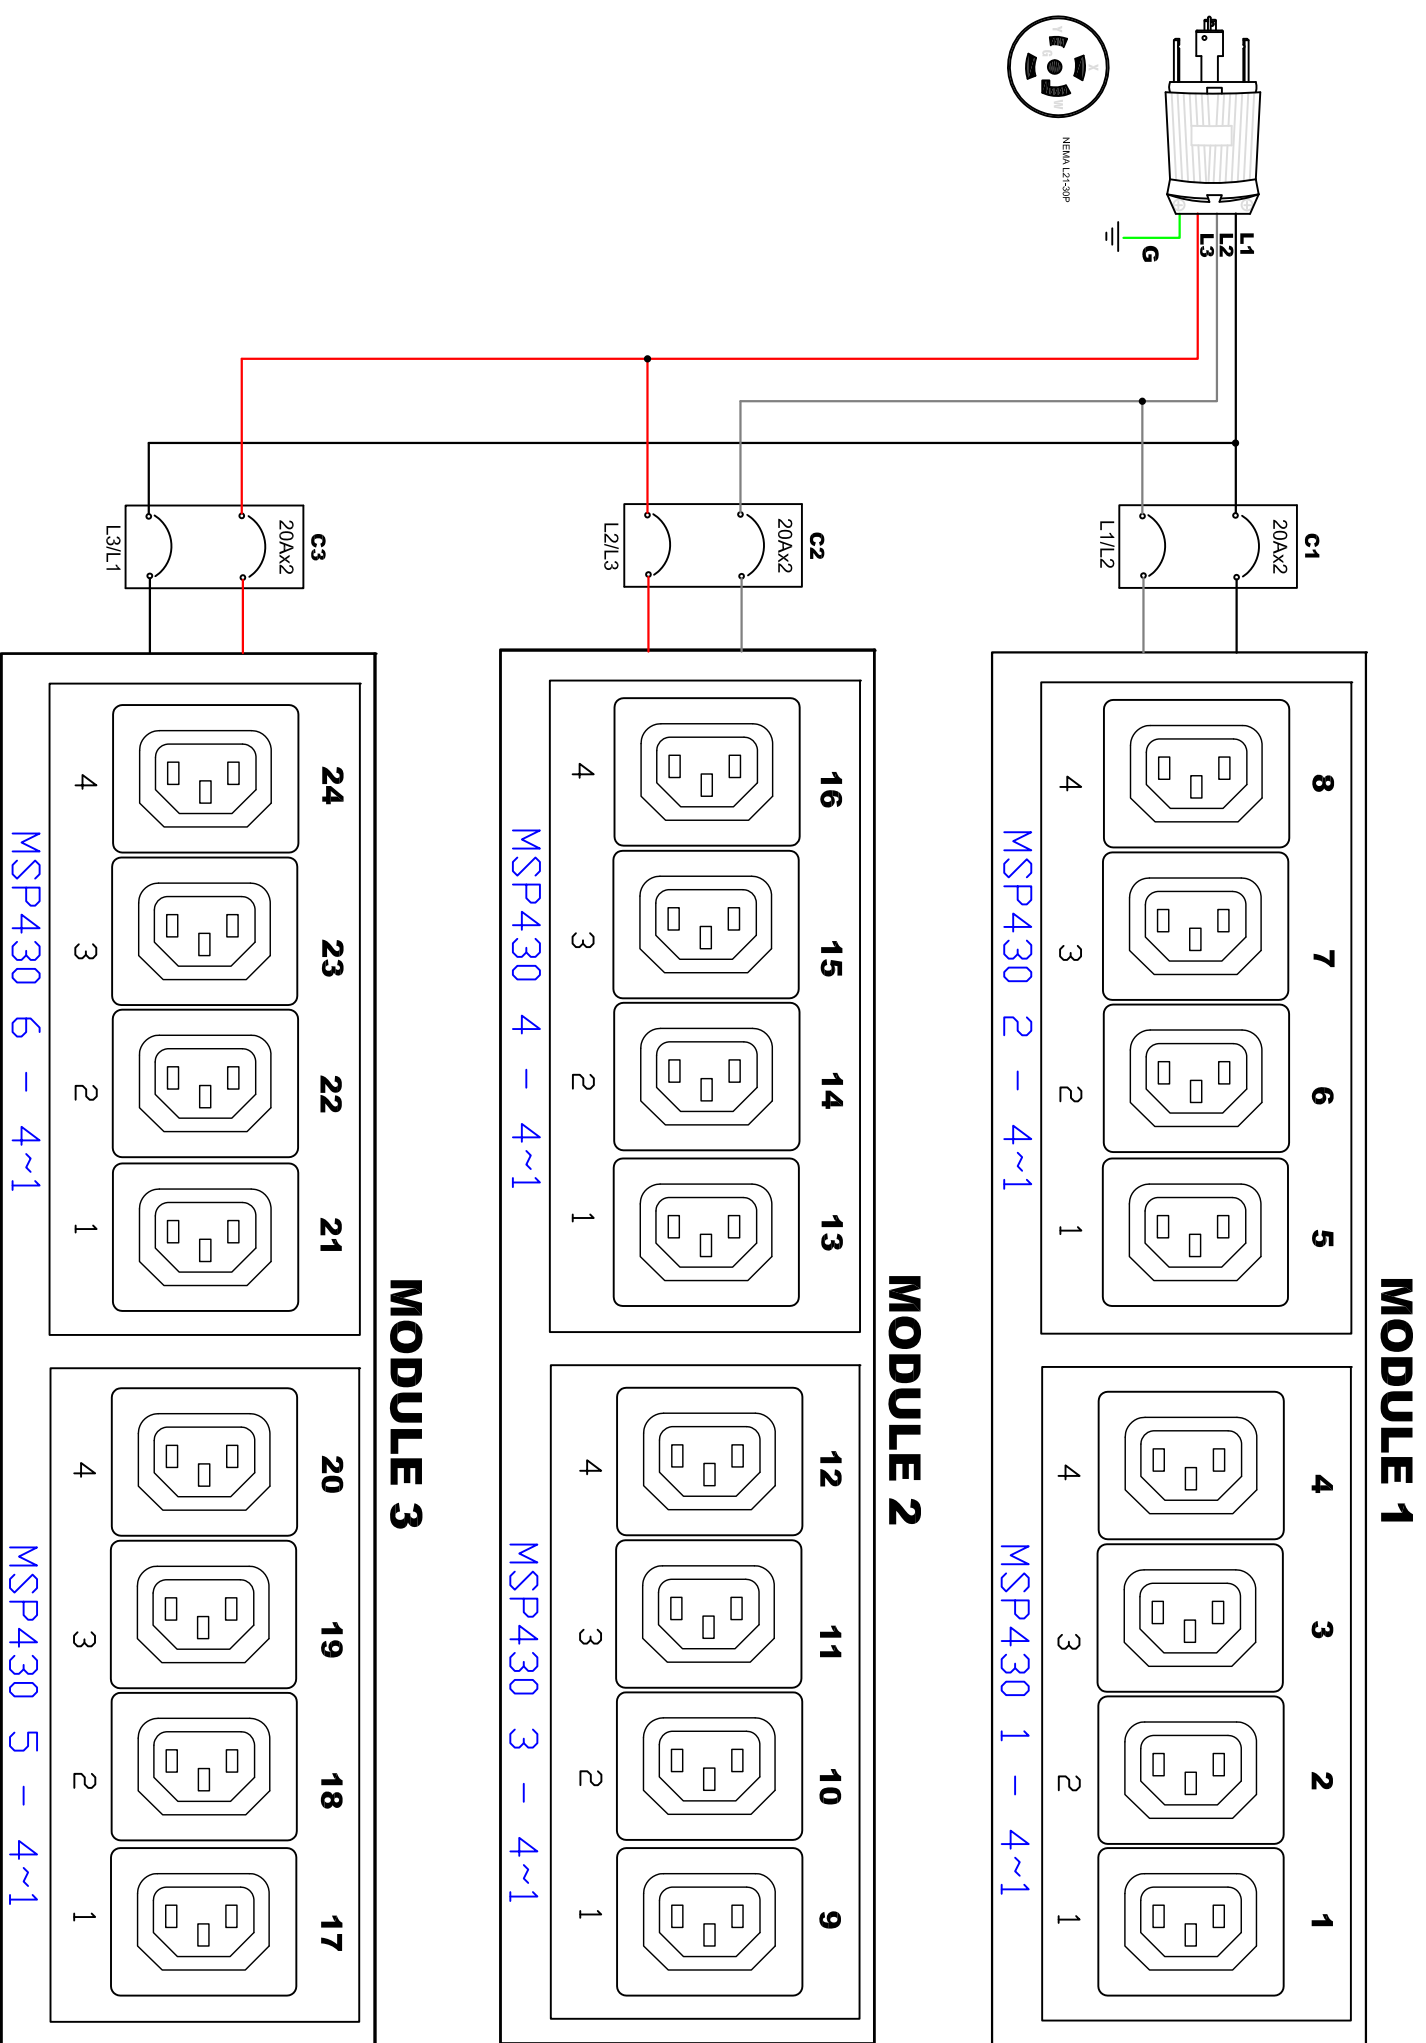 NEMA L21-30P
Y
G
X
W
L1
L2
L3
G
MODULE 1
C1
20Ax2
L1/L2
8 7 6 5
4 3 2 1
MSP430 2 - 4~1
4 3 2 1
4 3 2 1
MSP430 1 - 4~1
MODULE 2
C2
20Ax2
L2/L3
16 15 14 13
4 3 2 1
MSP430 4 - 4~1
12 11 10 9
4 3 2 1
MSP430 3 - 4~1
MODULE 3
C3
20Ax2
L3/L1
24 23 22 21
4 3 2 1
MSP430 6 - 4~1
20 19 18 17
4 3 2 1
MSP430 5 - 4~1